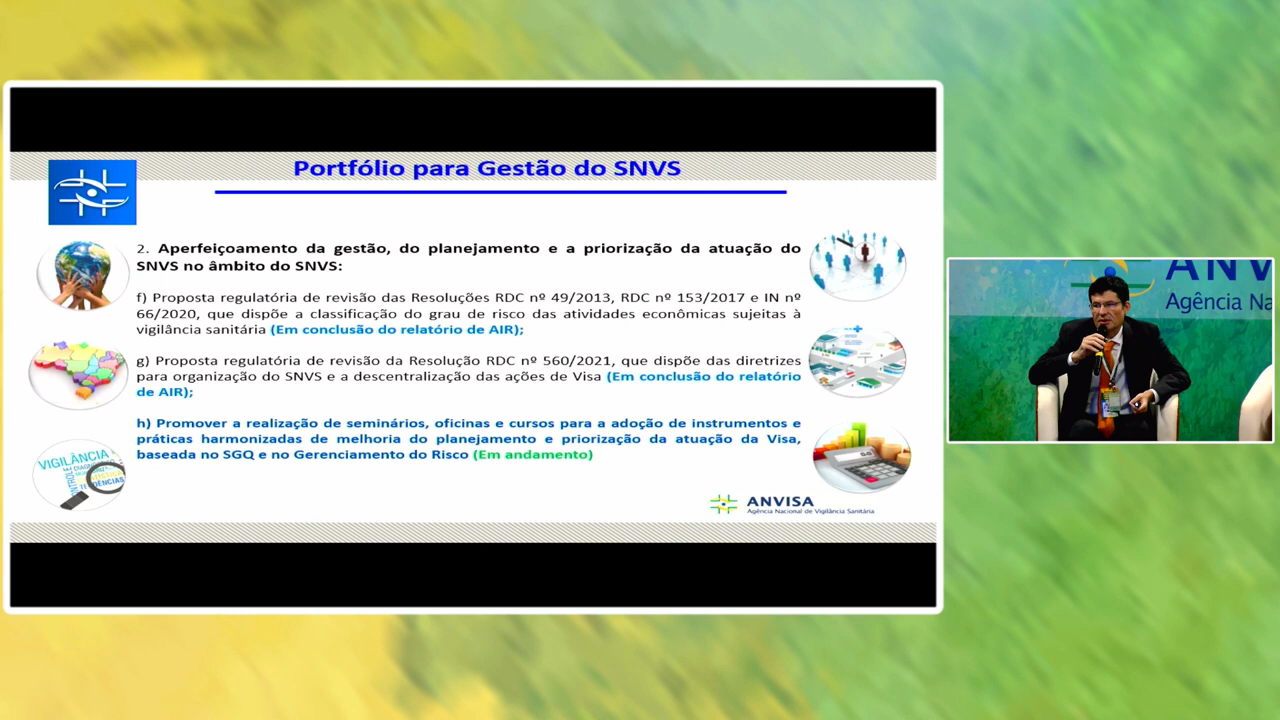 Portfólio para Gestão do SNVS
2. Aperfeiçoamento da gestão, do planejamento e a priorização da atuação do
SNVS no âmbito do SNVS:
f) Proposta regulatória de revisão das Resoluções RDC nº 49/2013, RDC nº 153/2017 e IN nº
66/2020, que dispõe a classificação do grau de risco das atividades econômicas sujeitas à
vigilância sanitária (Em conclusão do relatório de AIR);
g) Proposta regulatória de revisão da Resolução RDC nº 560/2021, que dispõe das diretrizes
para organização do SNVS e a descentralização das ações de Visa (Em conclusão do relatório
de AIR);
h) Promover a realização de seminários, oficinas e cursos para a adoção de instrumentos e
práticas harmonizadas de melhoria do planejamento e priorização da atuação da Visa,
baseada no SGQ e no Gerenciamento do Risco (Em andamento)
VIGILÂNCIA
ANVISA
Agência Nacional de Vigilância Sanitária
ANV
Agência Na